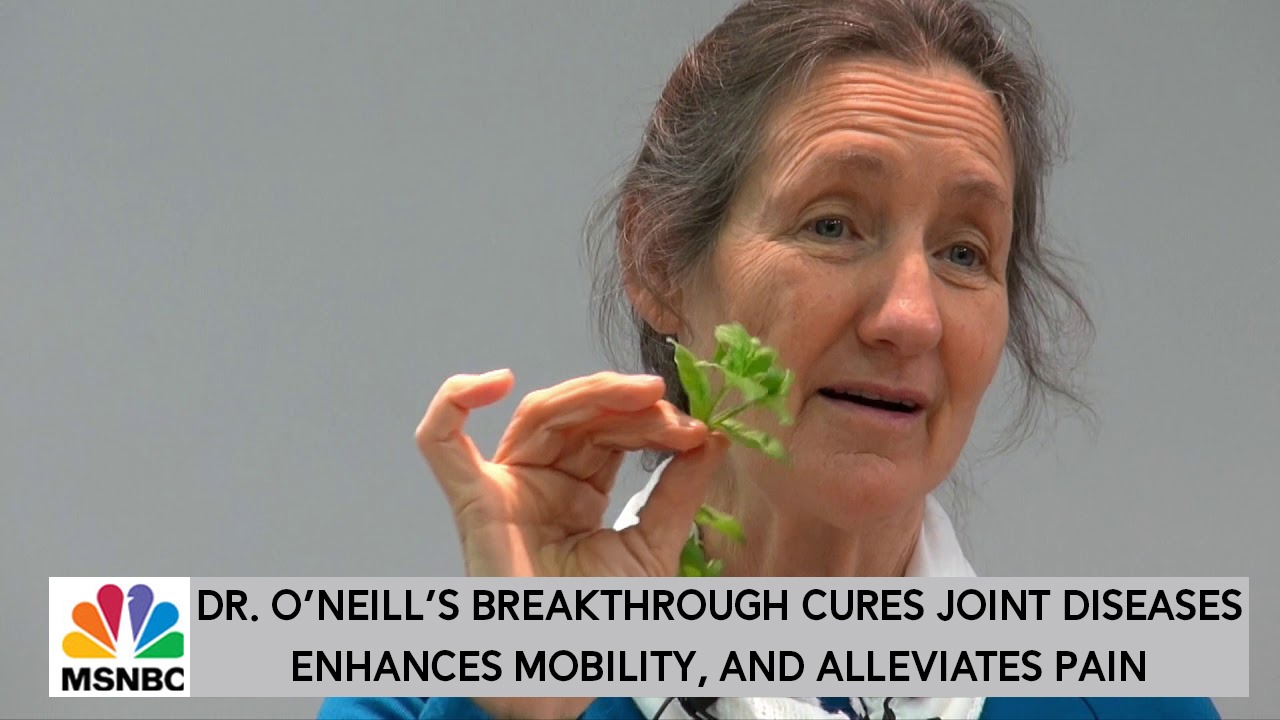 DR. O'NEILL'S BREAKTHROUGH CURES JOINT DISEASES
ENHANCES MOBILITY, AND ALLEVIATES PAIN
MSNBC